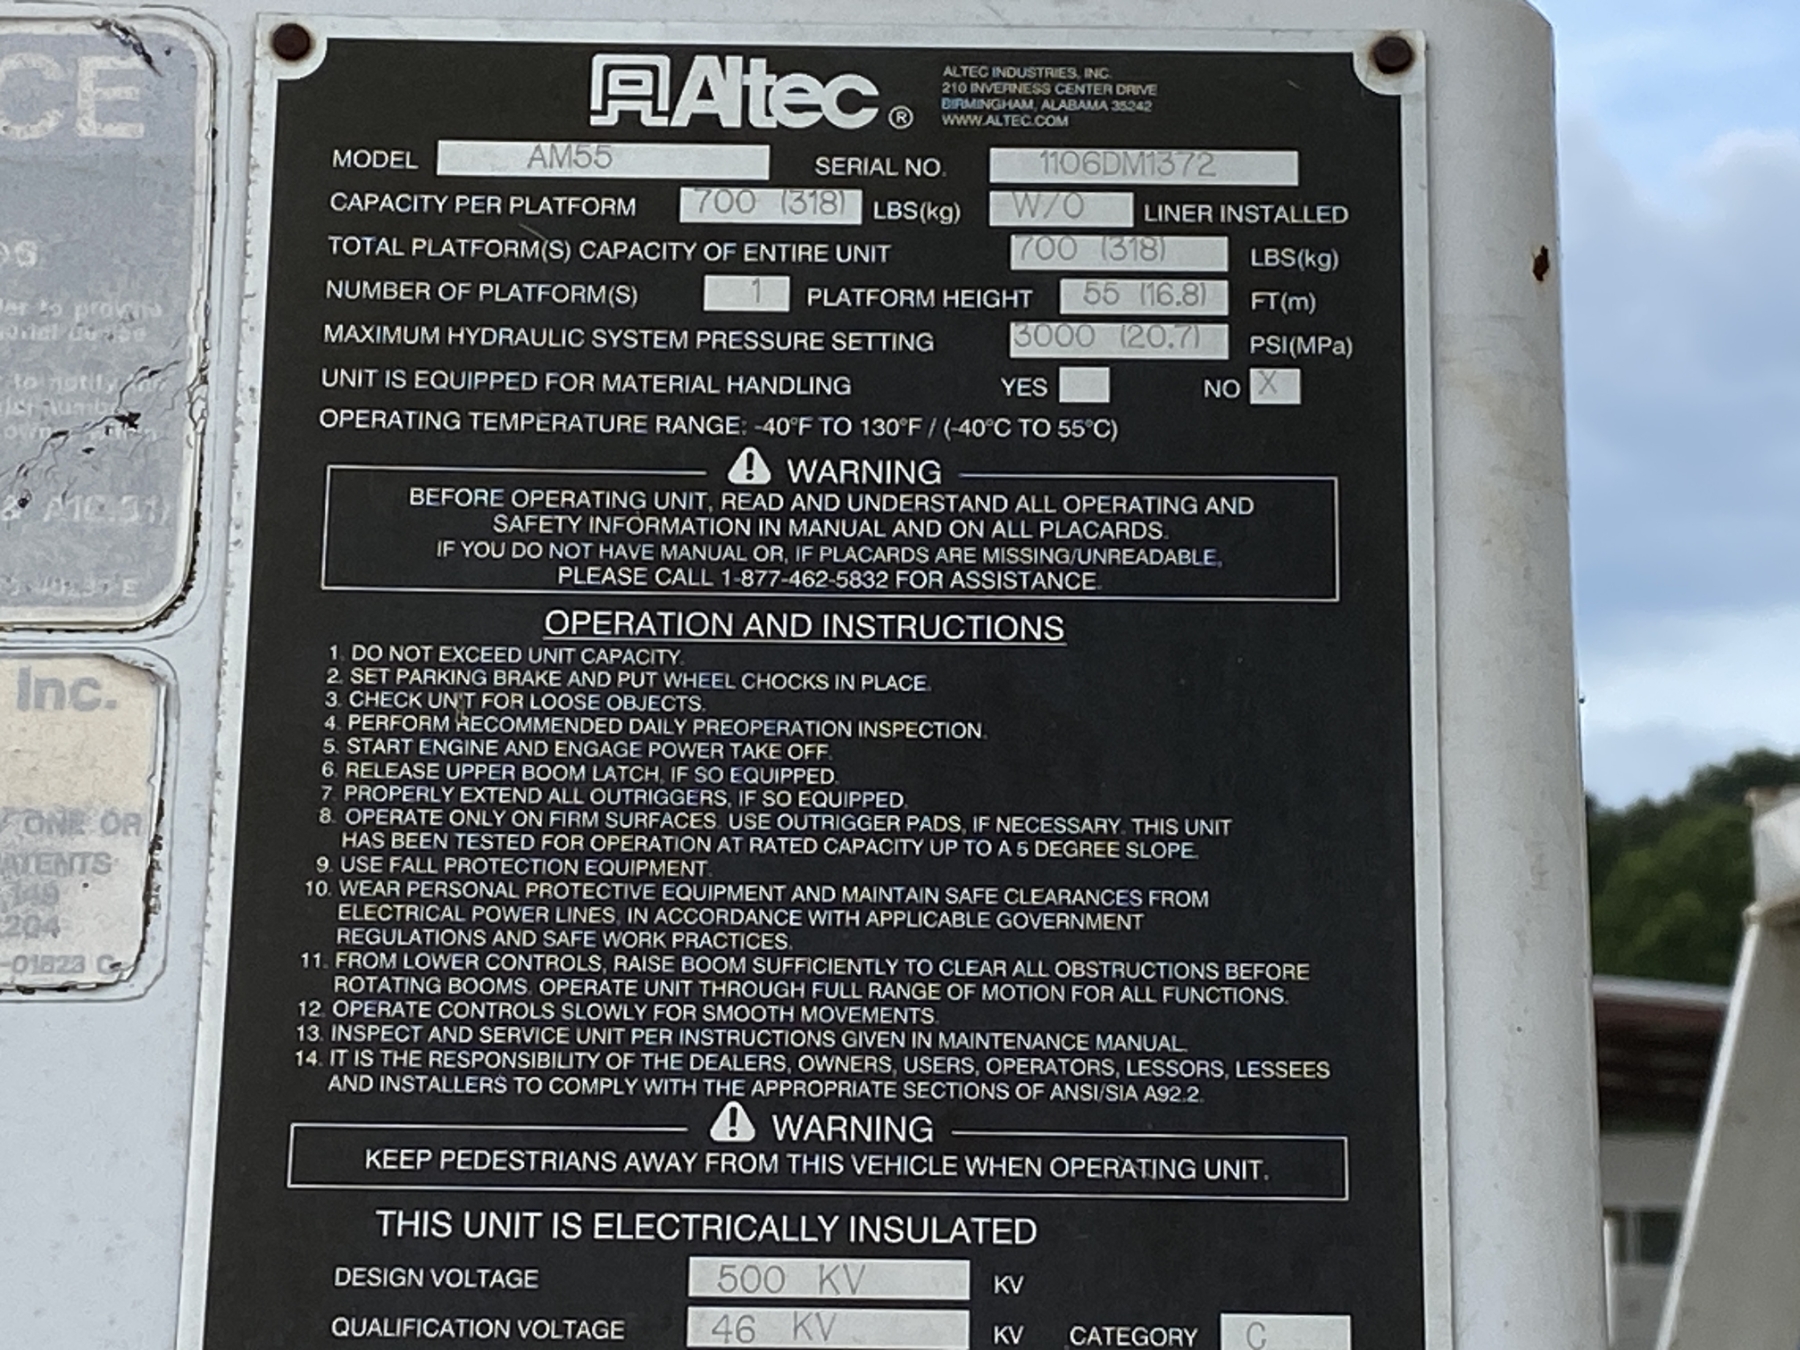 CE
Inc.
ONE OR
204
-01823 C
Altec ®
ALTEC INDUSTRIES, INC.
210 INVERNESS CENTER DRIVE
BIRMINGHAM, ALABAMA 35242
WWW.ALTEC.COM
MODEL AM55 SERIAL NO. 1106DM1372
CAPACITY PER PLATFORM 700 (318) LBS(kg) W/O LINER INSTALLED
TOTAL PLATFORM(S) CAPACITY OF ENTIRE UNIT 700 (318) LBS(kg)
NUMBER OF PLATFORM(S) 1 PLATFORM HEIGHT 55 (16.8) FT(m)
MAXIMUM HYDRAULIC SYSTEM PRESSURE SETTING 3000 (20.7) PSI(MPa)
UNIT IS EQUIPPED FOR MATERIAL HANDLING YES NO X
OPERATING TEMPERATURE RANGE: -40°F TO 130°F / (-40°C TO 55°C)
WARNING
BEFORE OPERATING UNIT, READ AND UNDERSTAND ALL OPERATING AND
SAFETY INFORMATION IN MANUAL AND ON ALL PLACARDS.
IF YOU DO NOT HAVE MANUAL OR, IF PLACARDS ARE MISSING/UNREADABLE,
PLEASE CALL 1-877-462-5832 FOR ASSISTANCE.
OPERATION AND INSTRUCTIONS
1. DO NOT EXCEED UNIT CAPACITY.
2. SET PARKING BRAKE AND PUT WHEEL CHOCKS IN PLACE.
3. CHECK UNIT FOR LOOSE OBJECTS.
4. PERFORM RECOMMENDED DAILY PREOPERATION INSPECTION.
5. START ENGINE AND ENGAGE POWER TAKE OFF.
6. RELEASE UPPER BOOM LATCH, IF SO EQUIPPED.
7. PROPERLY EXTEND ALL OUTRIGGERS, IF SO EQUIPPED.
8. OPERATE ONLY ON FIRM SURFACES. USE OUTRIGGER PADS, IF NECESSARY. THIS UNIT
HAS BEEN TESTED FOR OPERATION AT RATED CAPACITY UP TO A 5 DEGREE SLOPE.
9. USE FALL PROTECTION EQUIPMENT.
10. WEAR PERSONAL PROTECTIVE EQUIPMENT AND MAINTAIN SAFE CLEARANCES FROM
ELECTRICAL POWER LINES, IN ACCORDANCE WITH APPLICABLE GOVERNMENT
REGULATIONS AND SAFE WORK PRACTICES.
11. FROM LOWER CONTROLS, RAISE BOOM SUFFICIENTLY TO CLEAR ALL OBSTRUCTIONS BEFORE
ROTATING BOOMS. OPERATE UNIT THROUGH FULL RANGE OF MOTION FOR ALL FUNCTIONS.
12. OPERATE CONTROLS SLOWLY FOR SMOOTH MOVEMENTS.
13. INSPECT AND SERVICE UNIT PER INSTRUCTIONS GIVEN IN MAINTENANCE MANUAL.
14. IT IS THE RESPONSIBILITY OF THE DEALERS, OWNERS, USERS, OPERATORS, LESSORS, LESSEES
AND INSTALLERS TO COMPLY WITH THE APPROPRIATE SECTIONS OF ANSI/SIA A92.2.
WARNING
KEEP PEDESTRIANS AWAY FROM THIS VEHICLE WHEN OPERATING UNIT.
THIS UNIT IS ELECTRICALLY INSULATED
DESIGN VOLTAGE 500 KV KV
QUALIFICATION VOLTAGE 46 KV KV CATEGORY C